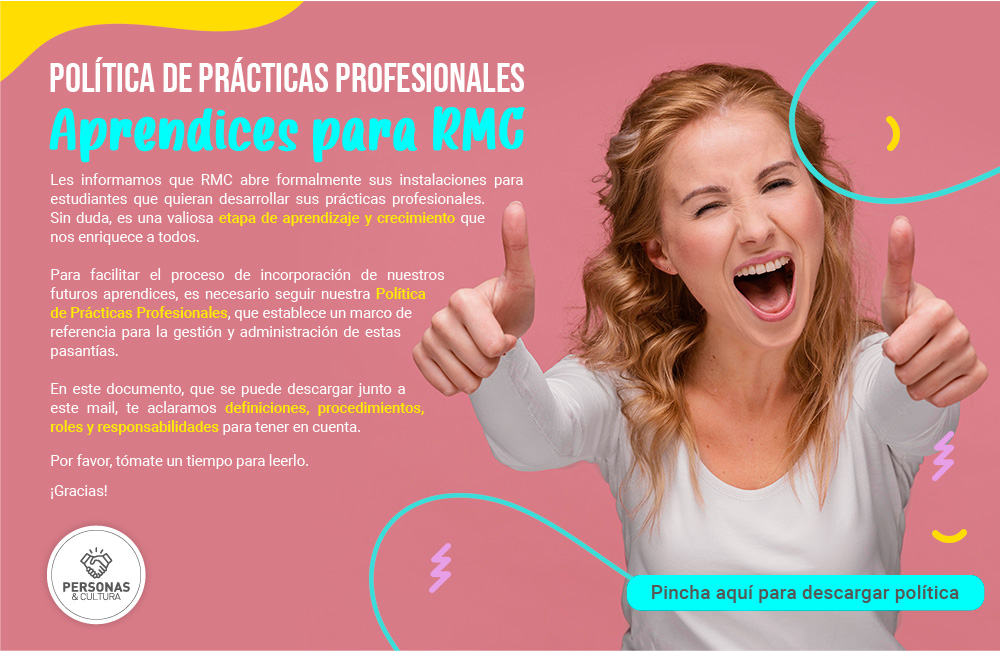 POLÍTICA DE PRÁCTICAS PROFESIONALES
Aprendices para RMC
Les informamos que RMC abre formalmente sus instalaciones para
estudiantes que quieran desarrollar sus prácticas profesionales.
Sin duda, es una valiosa etapa de aprendizaje y crecimiento que
nos enriquece a todos.
Para facilitar el proceso de incorporación de nuestros
futuros aprendices, es necesario seguir nuestra Política
de Prácticas Profesionales, que establece un marco de
referencia para la gestión y administración de estas
pasantías.
En este documento, que se puede descargar junto a
este mail, te aclaramos definiciones, procedimientos,
roles y responsabilidades para tener en cuenta.
Por favor, tómate un tiempo para leerlo.
¡Gracias!
PERSONAS
& CULTURA
Pincha aquí para descargar política